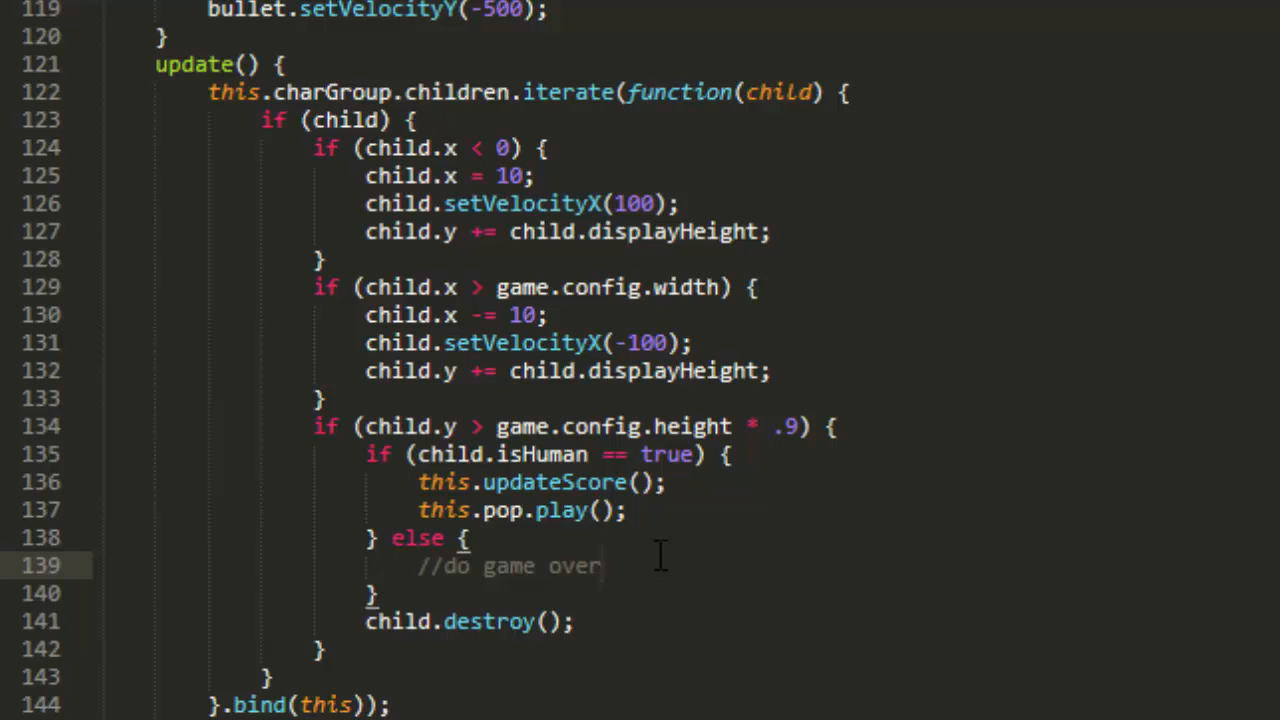 119 bullet.setVelocityY(-500);
120 }
121 update() {
122 this.charGroup.children.iterate(function(child) {
123 if (child) {
124 if (child.x < 0) {
125 child.x = 10;
126 child.setVelocityX(100);
127 child.y += child.displayHeight;
128 }
129 if (child.x > game.config.width) {
130 child.x -= 10;
131 child.setVelocityX(-100);
132 child.y += child.displayHeight;
133 }
134 if (child.y > game.config.height * .9) {
135 if (child.isHuman == true) {
136 this.updateScore();
137 this.pop.play();
138 } else {
139 //do game over
140 }
141 child.destroy();
142 }
143 }
144 }.bind(this));